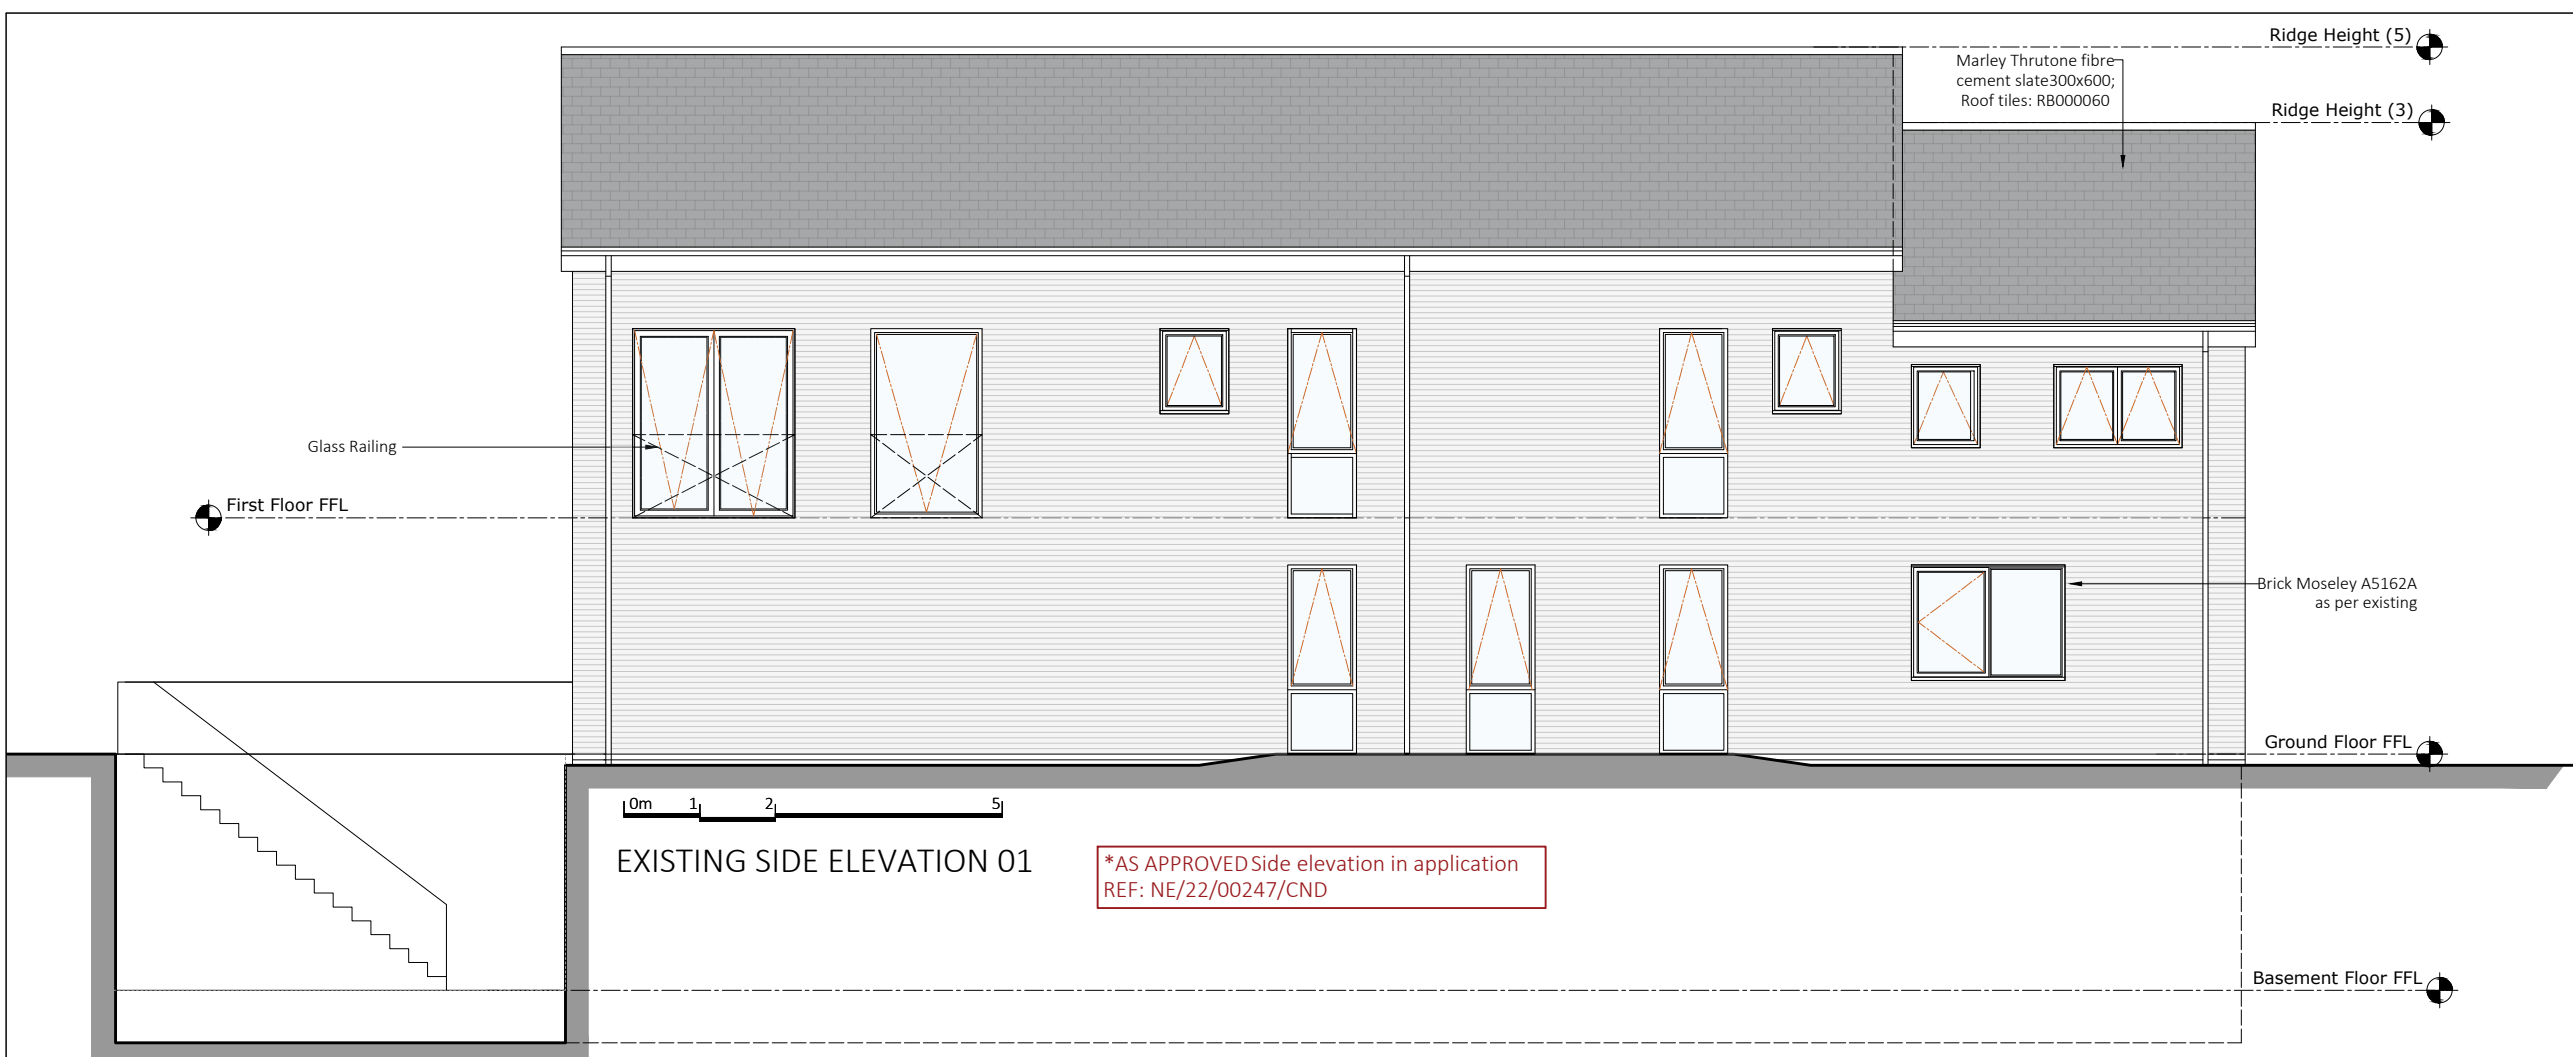 Ridge Height (5)
Marley Thrutone fibre
cement slate300x600;
Roof tiles: RB000060
Ridge Height (3)
Glass Railing
First Floor FFL
Brick Moseley A5162A
as per existing
Ground Floor FFL
0m 1 2 5
EXISTING SIDE ELEVATION 01
*AS APPROVED Side elevation in application
REF: NE/22/00247/CND
Basement Floor FFL